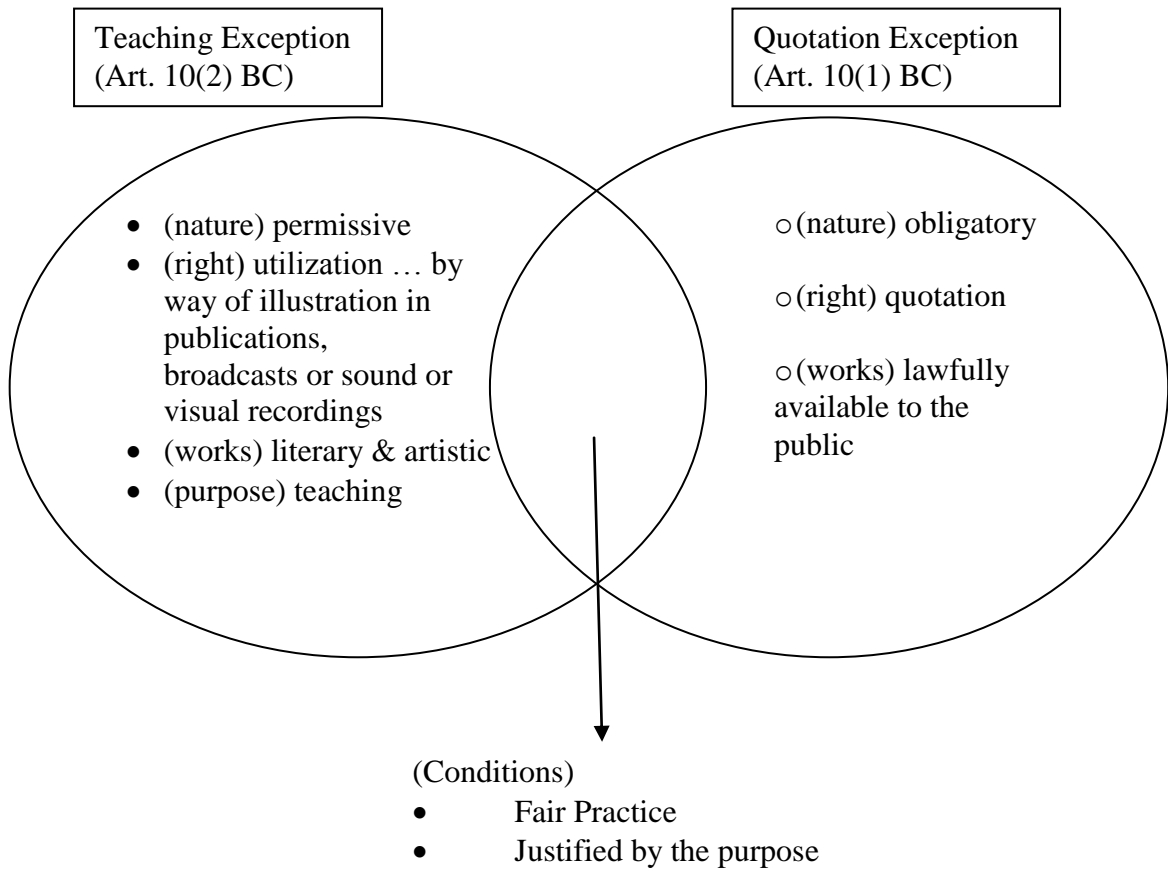 Teaching Exception
(Art. 10(2) BC)
Quotation Exception
(Art. 10(1) BC)
• (nature) permissive
• (right) utilization … by
way of illustration in
publications,
broadcasts or sound or
visual recordings
• (works) literary & artistic
• (purpose) teaching
○ (nature) obligatory
○ (right) quotation
○ (works) lawfully
available to the
public
(Conditions)
• Fair Practice
• Justified by the purpose